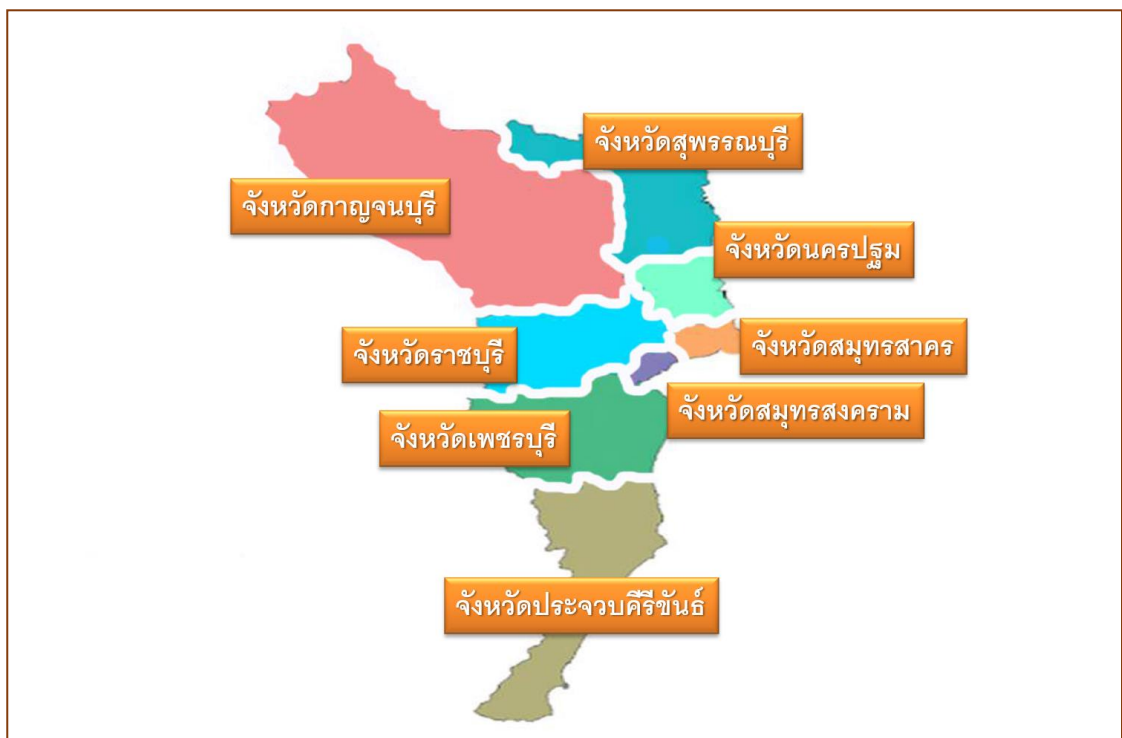 จังหวัดสุพรรณบุรี
จังหวัดกาญจนบุรี
จังหวัดนครปฐม
จังหวัดราชบุรี
จังหวัดสมุทรสาคร
จังหวัดสมุทรสงคราม
จังหวัดเพชรบุรี
จังหวัดประจวบคีรีขันธ์